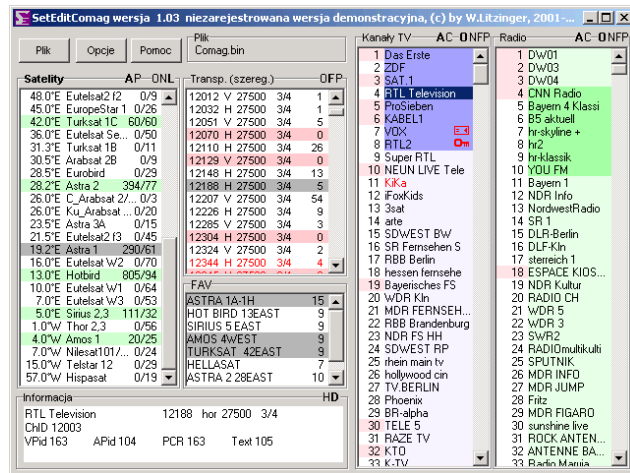 SetEditComag wersja 1.03 niezarejestrowana wersja demonstracyjna, (c) by W.Litzinger, 2001-...
Plik
Opcje
Pomoc
Plik
Comag.bin
Satelity AP ONL
48.0°E Eutelsat2 f2 0/9
45.0°E EuropeStar 1 0/26
42.0°E Turksat 1C 60/60
36.0°E Eutelsat Se... 0/50
31.3°E Turksat 1B 0/11
30.5°E Arabsat 2B 0/9
28.5°E Eurobird 0/29
28.2°E Astra 2 394/77
26.0°E C_Arabsat 2/... 0/3
26.0°E Ku_Arabsat ... 0/20
23.5°E Astra 3A 0/15
21.5°E Eutelsat2 f3 0/45
19.2°E Astra 1 290/61
16.0°E Eutelsat W2 0/70
13.0°E Hotbird 805/94
10.0°E Eutelsat W1 0/64
7.0°E Eutelsat W3 0/53
5.0°E Sirius 2,3 111/32
1.0°W Thor 2,3 0/56
4.0°W Amos 1 20/25
7.0°W Nilesat101/... 0/24
15.0°W Telstar 12 0/29
57.0°W Hispasat 0/19
Transp. (szereg.) OFP
12012 V 27500 3/4 1
12032 H 27500 3/4 1
12051 V 27500 3/4 5
12070 H 27500 3/4 0
12110 H 27500 3/4 26
12129 V 27500 3/4 0
12148 H 27500 3/4 13
12188 H 27500 3/4 5
12207 V 27500 3/4 54
12226 H 27500 3/4 9
12285 V 27500 3/4 3
12304 H 27500 3/4 0
12324 V 27500 3/4 2
12344 H 27500 3/4 4
FAV
ASTRA 1A-1H 15
HOT BIRD 13EAST 9
SIRIUS 5 EAST 9
AMOS 4WEST 9
TURKSAT 42EAST 9
HELLASAT 7
ASTRA 2 28EAST 10
Informacja HD
RTL Television 12188 hor 27500 3/4
ChID 12003
VPid 163 APid 104 PCR 163 Text 105
Kanały TV AC ONFP
1 Das Erste
2 ZDF
3 SAT.1
4 RTL Television
5 ProSieben
6 KABEL1
7 VOX
8 RTL2
9 Super RTL
10 NEUN LIVE Tele
11 KiKa
12 iFoxKids
13 3sat
14 arte
15 SDWEST BW
16 SR Fernsehen S
17 RBB Berlin
18 hessen fernsehe
19 Bayerisches FS
20 WDR Kln
21 MDR FERNSEH...
22 RBB Brandenburg
23 NDR FS HH
24 SDWEST RP
25 rhein main tv
26 hollywood cin
27 TV.BERLIN
28 Phoenix
29 BR-alpha
30 TELE 5
31 RAZE TV
32 KTO
33 K-TV
Radio AC ONFP
1 DW01
2 DW03
3 DW04
4 CNN Radio
5 Bayern 4 Klassi
6 B5 aktuell
7 hr-skyline +
8 hr2
9 hr-klassik
10 YOU FM
11 Bayern 1
12 NDR Info
13 NordwestRadio
14 SR 1
15 DLR-Berlin
16 DLF-Kln
17 sterreich 1
18 ESPACE KIOS...
19 NDR Kultur
20 RADIO CH
21 WDR 5
22 WDR 3
23 SWR2
24 RADIOmultikulti
25 SPUTNIK
26 MDR INFO
27 MDR JUMP
28 Fritz
29 MDR FIGARO
30 sunshine live
31 ROCK ANTEN...
32 ANTENNE BA...
33 Radio Maruja